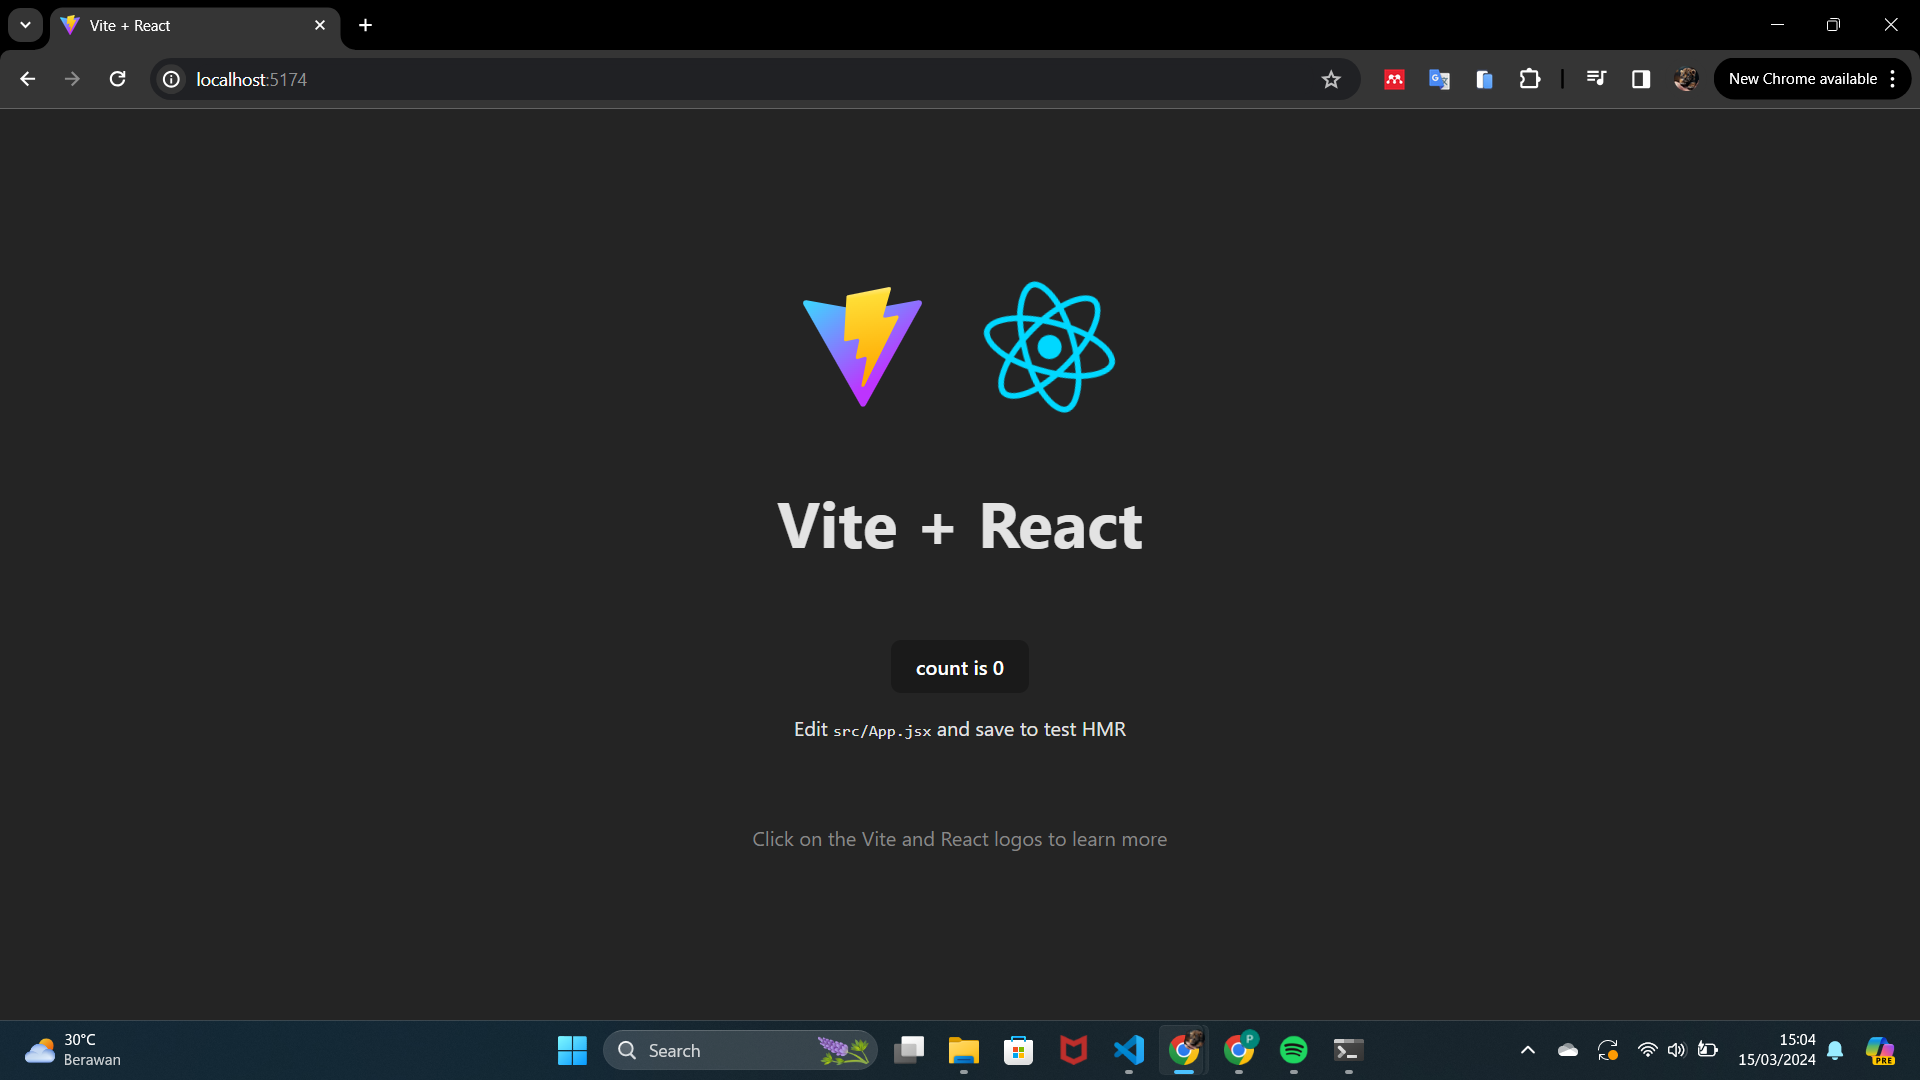 Vite + React
localhost:5174
New Chrome available
Vite + React
count is 0
Edit src/App.jsx and save to test HMR
Click on the Vite and React logos to learn more
30°C
Berawan
Search
P
15:04
15/03/2024
PRE